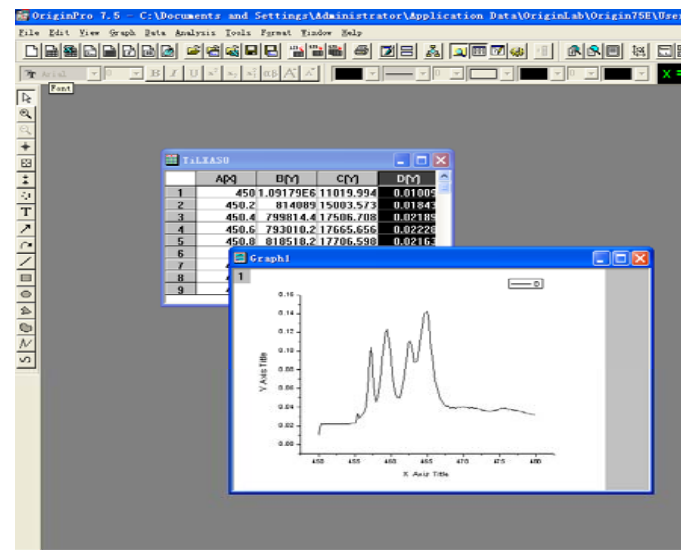 OriginPro 7.5 - C:\Documents and Settings\Administrator\Application Data\OriginLab\Origin75E\User
File Edit View Graph Data Analysis Tools Format Window Help
Arial B I U
Font
A(X) B(Y) C(Y) D(Y)
1 450 1.09179E6 11019.994 0.01009
2 450.2 814089 15003.573 0.01843
3 450.4 799814.4 17506.708 0.02189
4 450.6 793010.2 17665.656 0.02220
5 450.8 818518.2 17706.598 0.02163
6
7
8
9
Graph1
1
D
0.16
0.14
0.12
0.10
0.08
0.06
0.04
0.02
0.00
Y Axis Title
450 455 460 465 470 475 480
X Axis Title